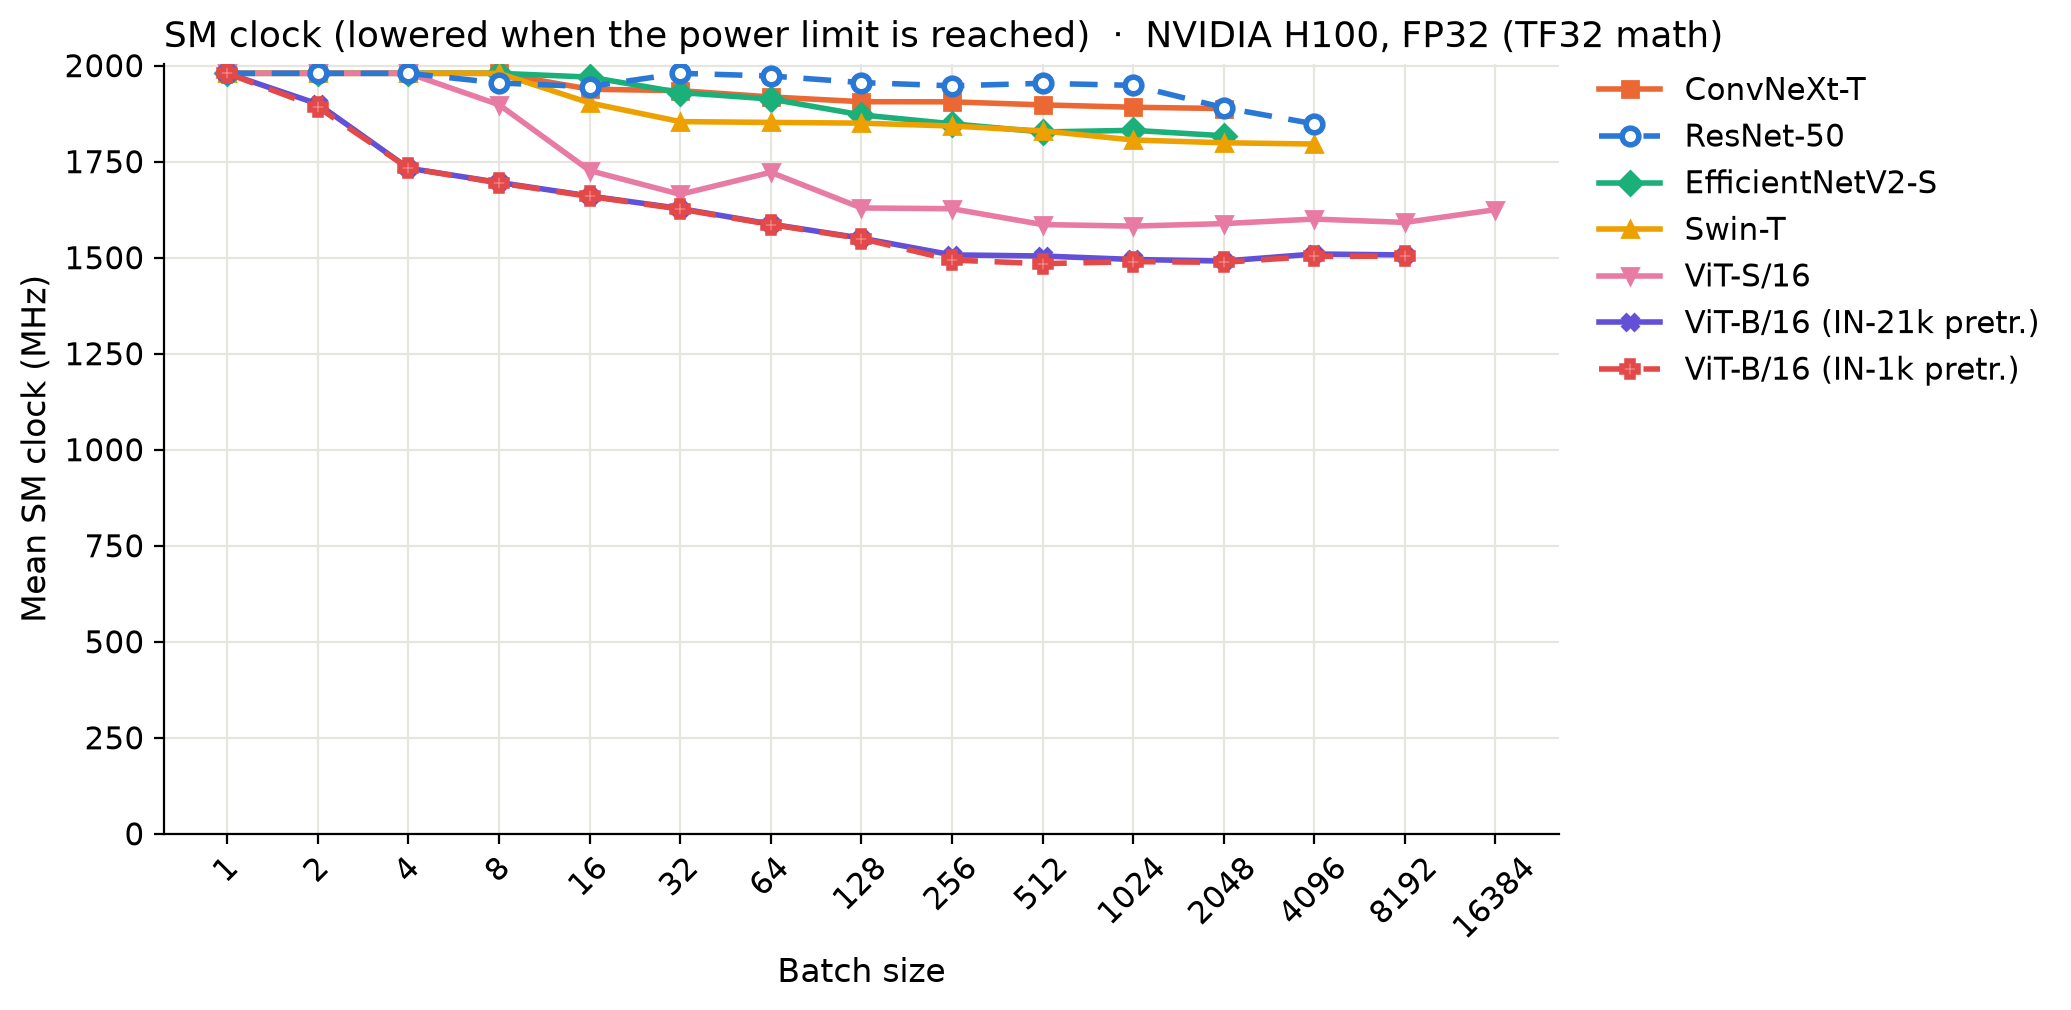 SM clock (lowered when the power limit is reached) · NVIDIA H100, FP32 (TF32 math)
Mean SM clock (MHz)
2000
1750
1500
1250
1000
750
500
250
0
1
2
4
8
16
32
64
128
256
512
1024
2048
4096
8192
16384
Batch size
ConvNeXt-T
ResNet-50
EfficientNetV2-S
Swin-T
ViT-S/16
ViT-B/16 (IN-21k pretr.)
ViT-B/16 (IN-1k pretr.)